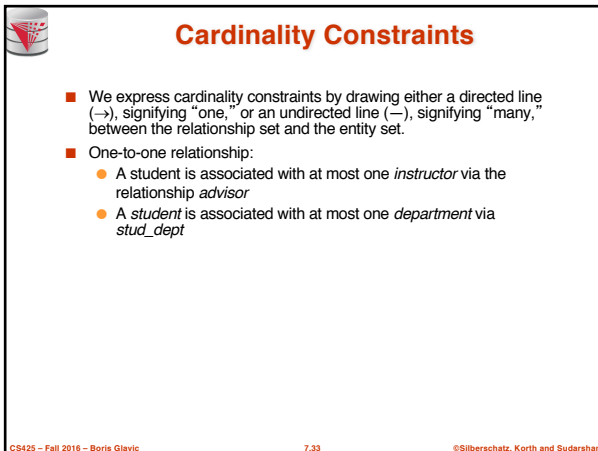 Cardinality Constraints
We express cardinality constraints by drawing either a directed line
(→), signifying “one,” or an undirected line (—), signifying “many,”
between the relationship set and the entity set.
One-to-one relationship:
A student is associated with at most one instructor via the
relationship advisor
A student is associated with at most one department via
stud_dept
CS425 – Fall 2016 – Boris Glavic 7.33 ©Silberschatz, Korth and Sudarshan